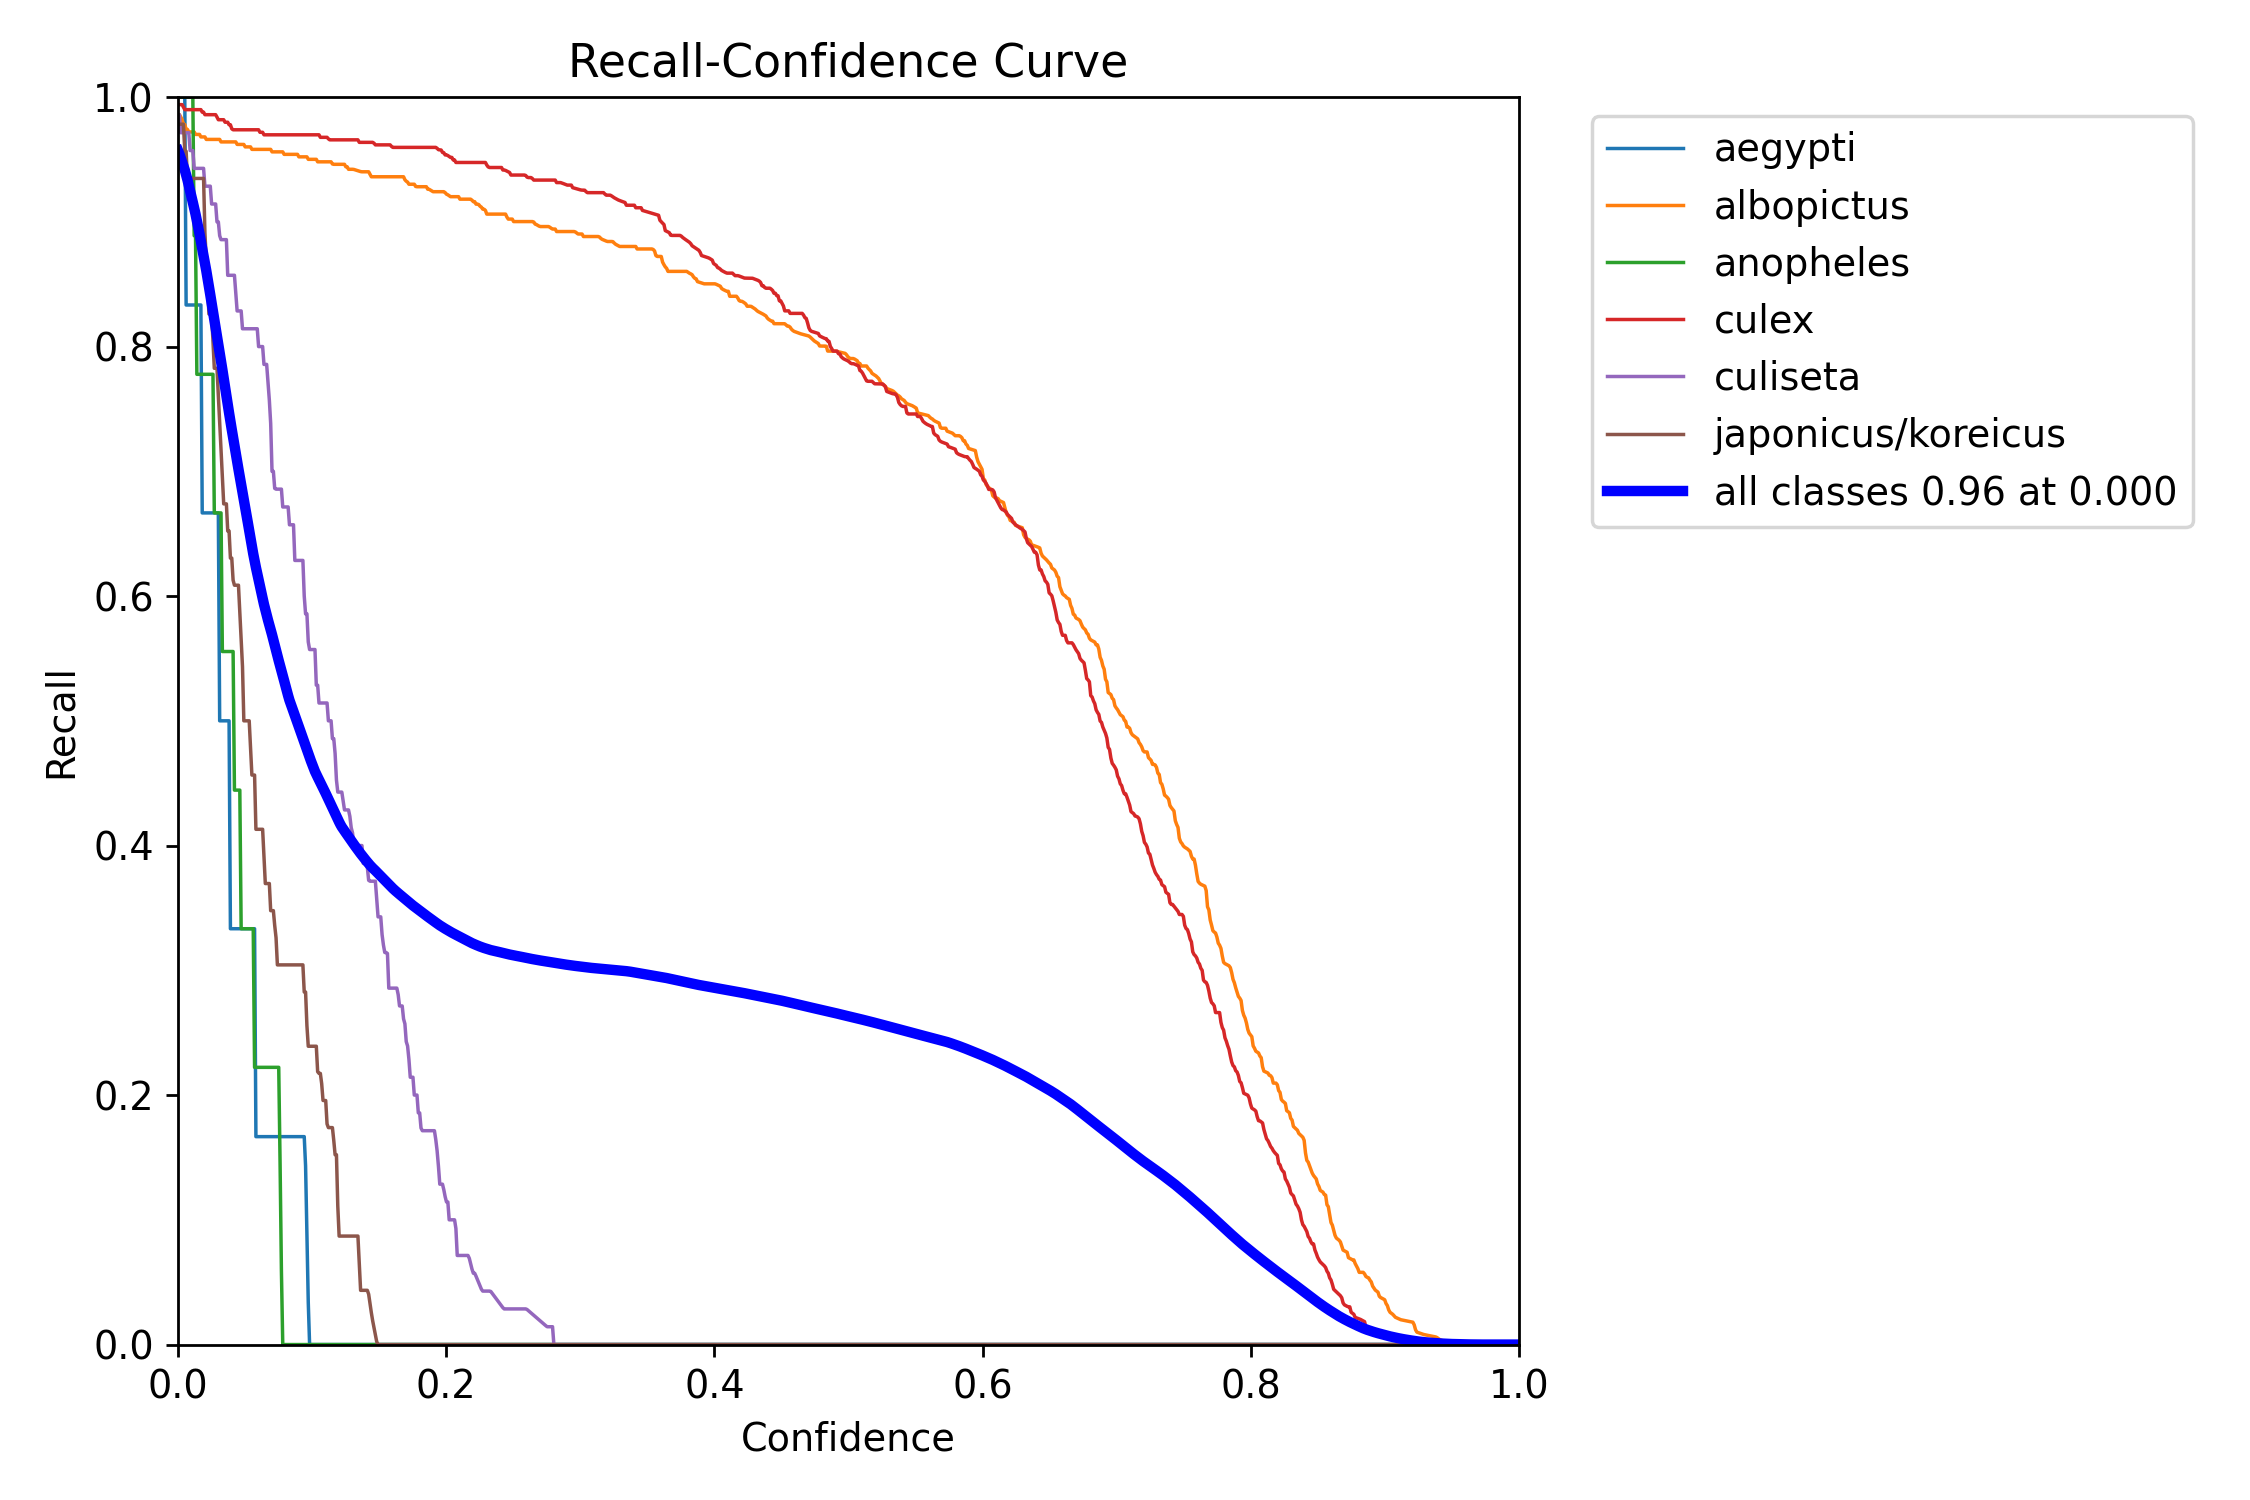 Recall-Confidence Curve
1.0
0.8
0.6
0.4
0.2
0.0
Recall
0.0 0.2 0.4 0.6 0.8 1.0
Confidence
aegypti
albopictus
anopheles
culex
culiseta
japonicus/koreicus
all classes 0.96 at 0.000